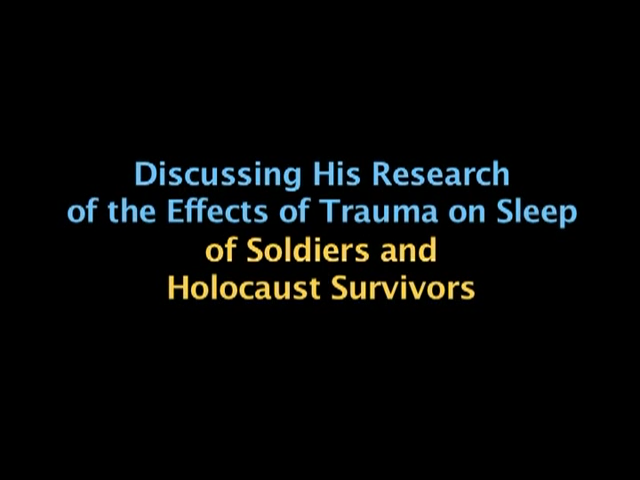 Discussing His Research
of the Effects of Trauma on Sleep
of Soldiers and
Holocaust Survivors